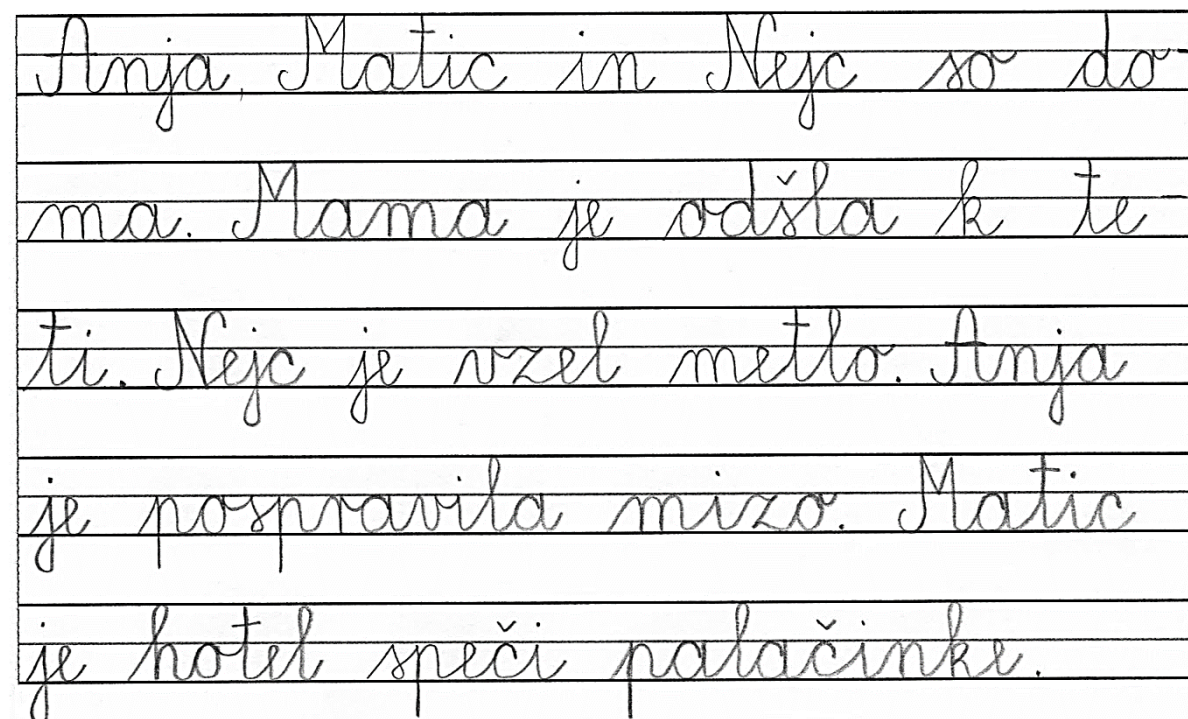 Anja, Matic in Nejc so do-
ma. Mama je odšla k te-
ti. Nejc je vzel metlo. Anja
je pospravila mizo. Matic
je hotel speči palačinke.